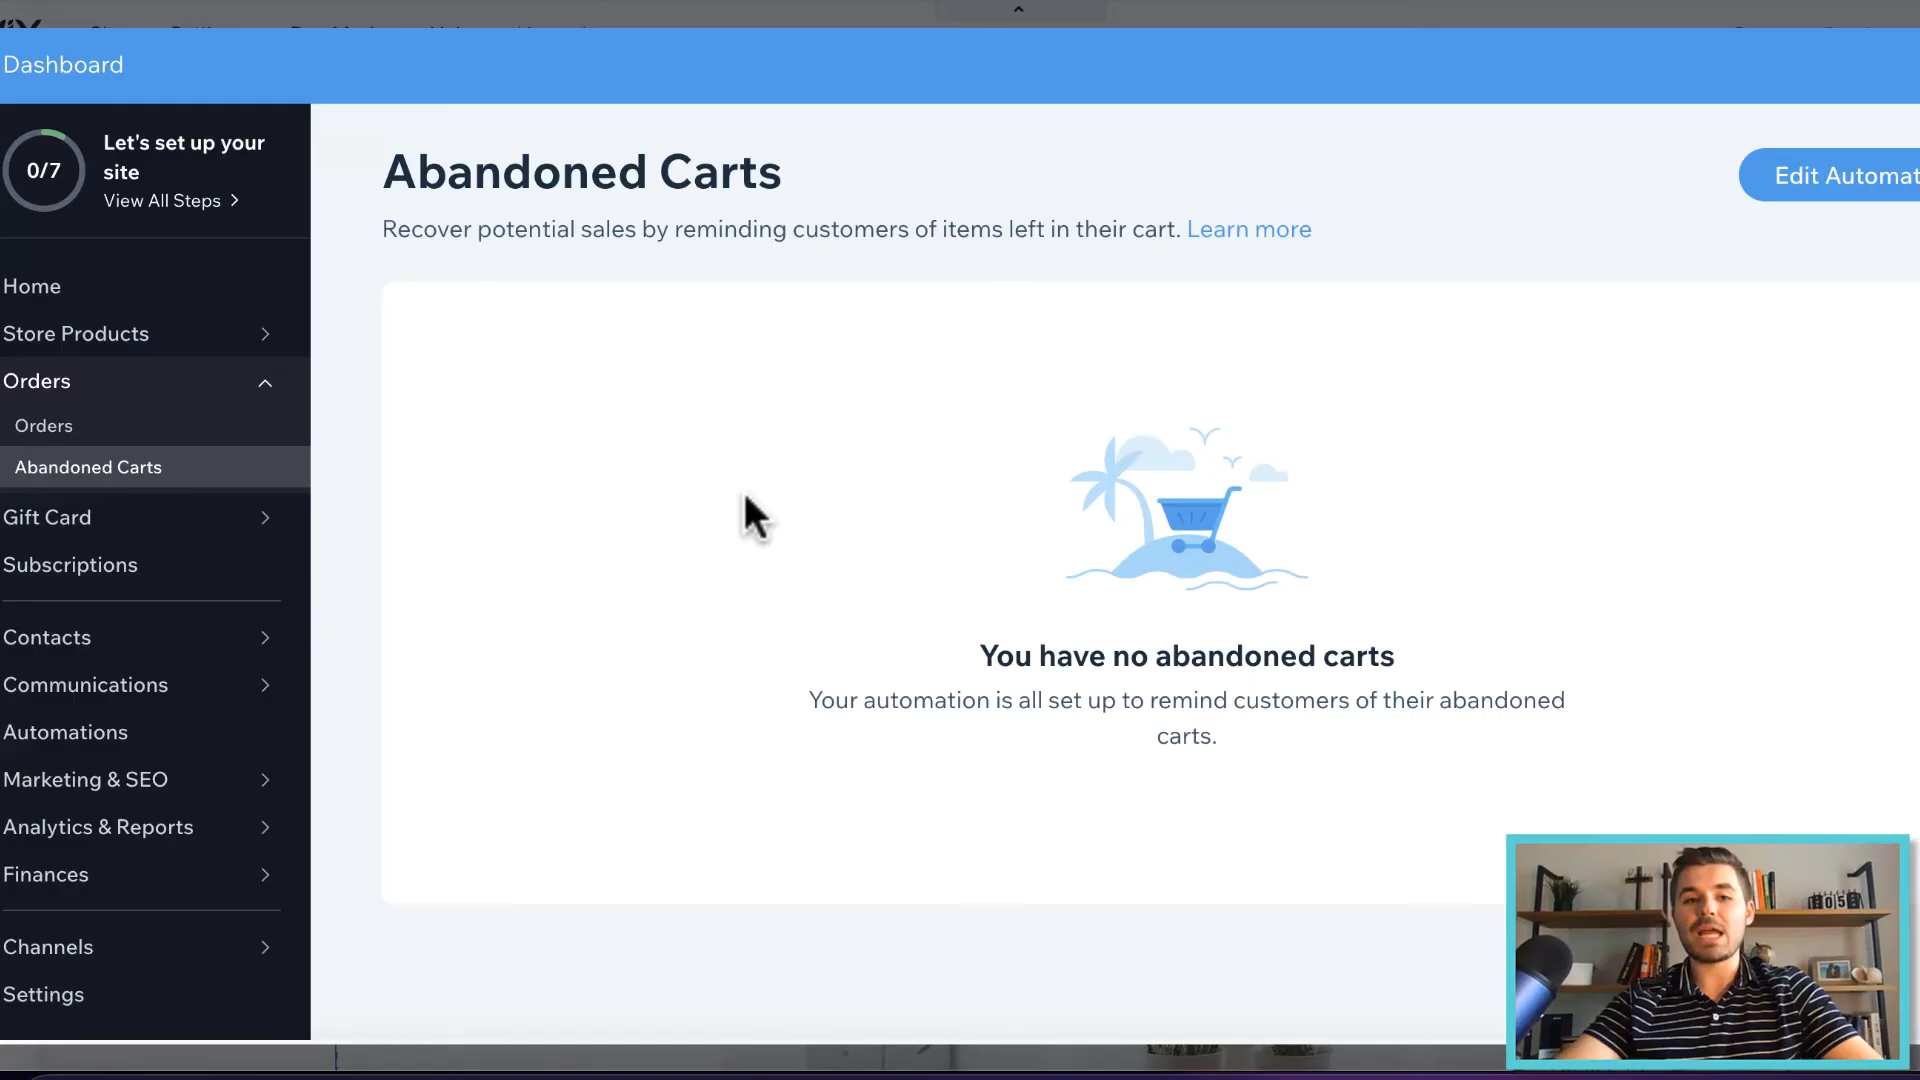 Dashboard
0/7
Let's set up your
site
View All Steps
Home
Store Products
Orders
Orders
Abandoned Carts
Gift Card
Subscriptions
Contacts
Communications
Automations
Marketing & SEO
Analytics & Reports
Finances
Channels
Settings
Abandoned Carts
Edit Automat
Recover potential sales by reminding customers of items left in their cart. Learn more
You have no abandoned carts
Your automation is all set up to remind customers of their abandoned
carts.